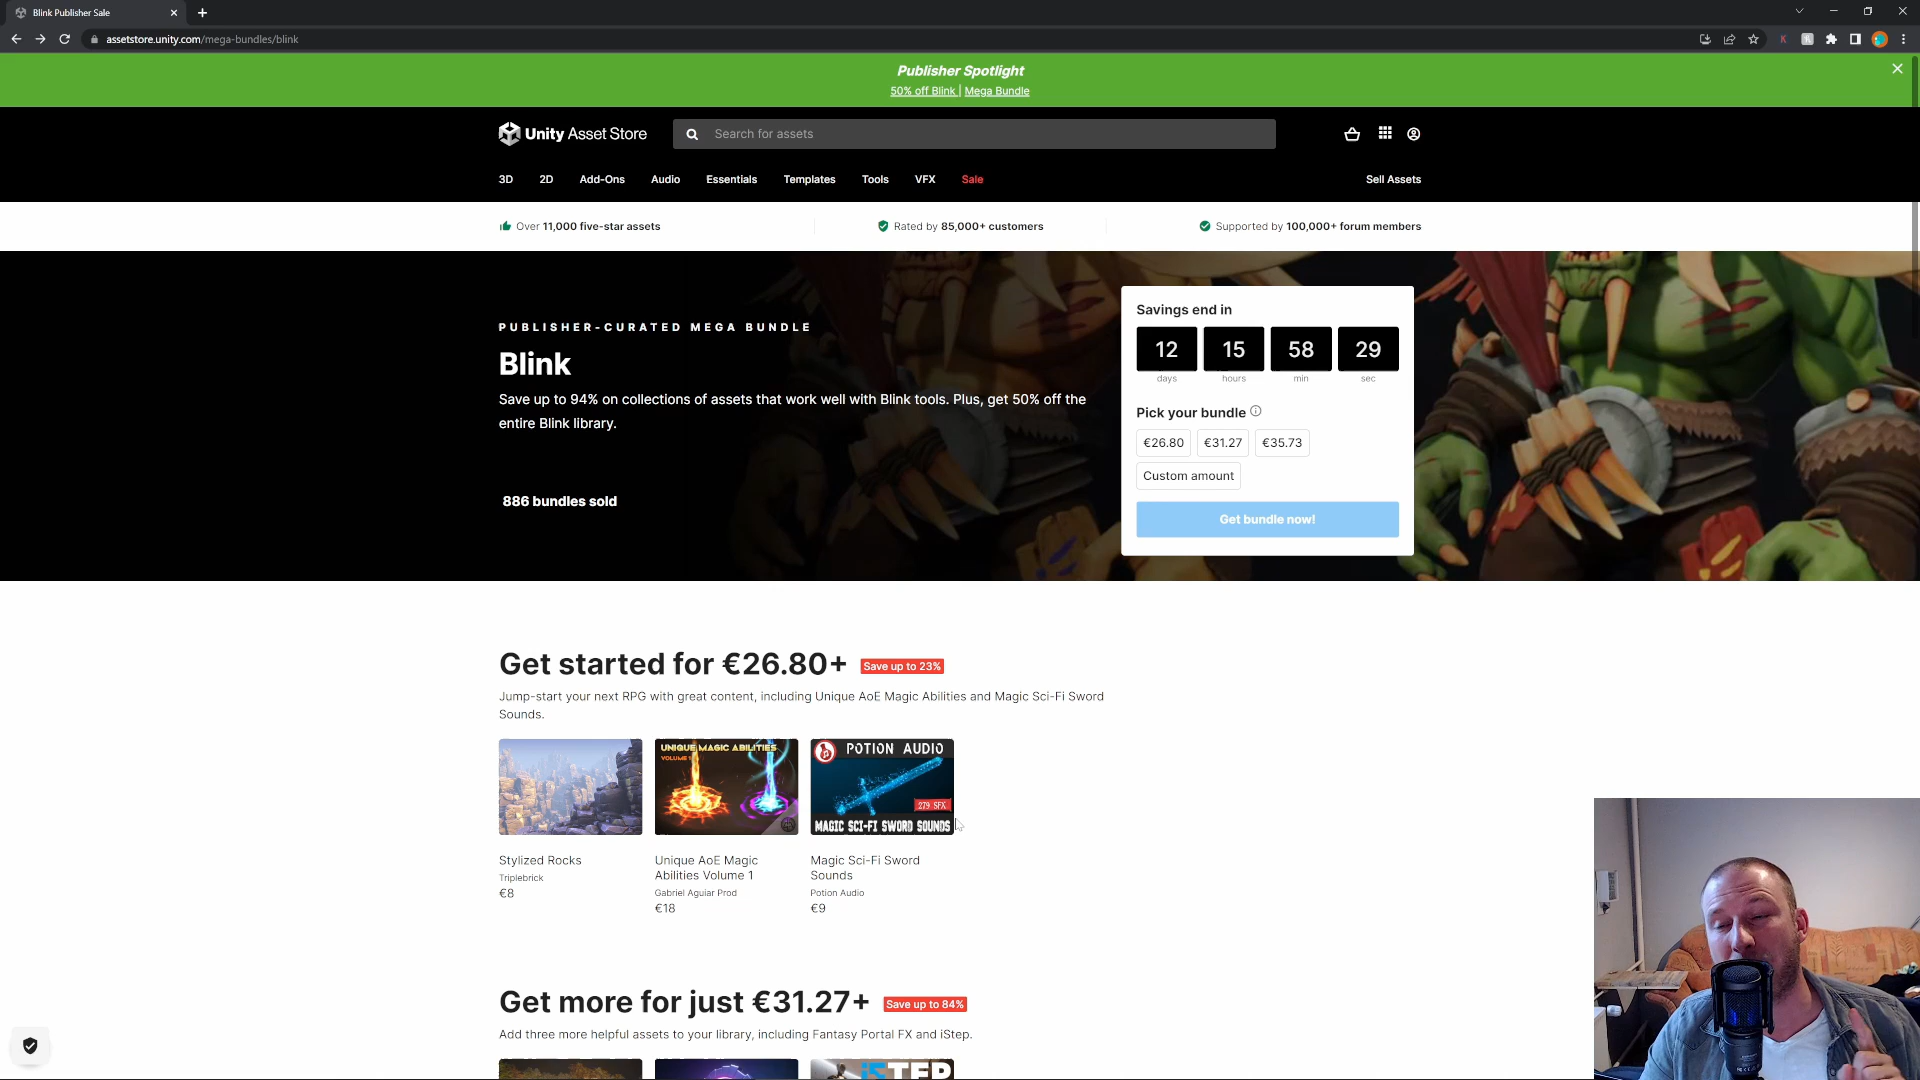 Blink Publisher Sale
assetstore.unity.com/mega-bundles/blink
Publisher Spotlight
50% off Blink | Mega Bundle
Unity Asset Store
Search for assets
3D 2D Add-Ons Audio Essentials Templates Tools VFX Sale Sell Assets
Over 11,000 five-star assets
Rated by 85,000+ customers
Supported by 100,000+ forum members
PUBLISHER-CURATED MEGA BUNDLE
Blink
Save up to 94% on collections of assets that work well with Blink tools. Plus, get 50% off the
entire Blink library.
886 bundles sold
Savings end in
12 15 58 29
days hours min sec
Pick your bundle
€26.80 €31.27 €35.73
Custom amount
Get bundle now!
Get started for €26.80+ Save up to 23%
Jump-start your next RPG with great content, including Unique AoE Magic Abilities and Magic Sci-Fi Sword
Sounds.
UNIQUE MAGIC ABILITIES
VOLUME 1
POTION AUDIO
279 SFX
MAGIC SCI-FI SWORD SOUNDS
Stylized Rocks
Triplebrick
€8
Unique AoE Magic
Abilities Volume 1
Gabriel Aguiar Prod
€18
Magic Sci-Fi Sword
Sounds
Potion Audio
€9
Get more for just €31.27+ Save up to 84%
Add three more helpful assets to your library, including Fantasy Portal FX and iStep.
iSTEP